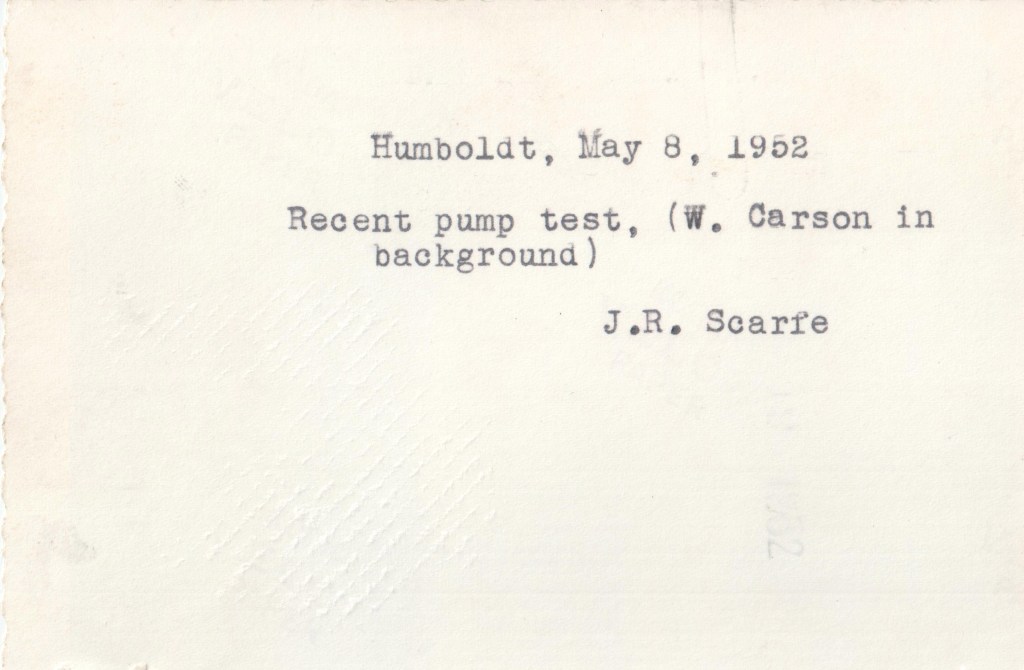 Humboldt, May 8, 1952
Recent pump test, (W. Carson in
background)
J.R. Scarfe